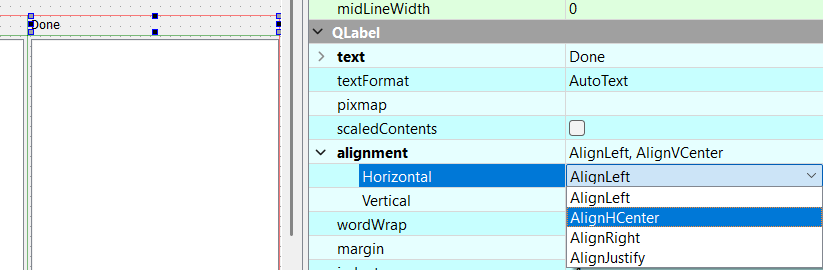 midLineWidth 0
Done
QLabel
text Done
textFormat AutoText
pixmap
scaledContents
alignment AlignLeft, AlignVCenter
Horizontal AlignLeft
Vertical AlignLeft
AlignHCenter
wordWrap
AlignRight
margin
AlignJustify